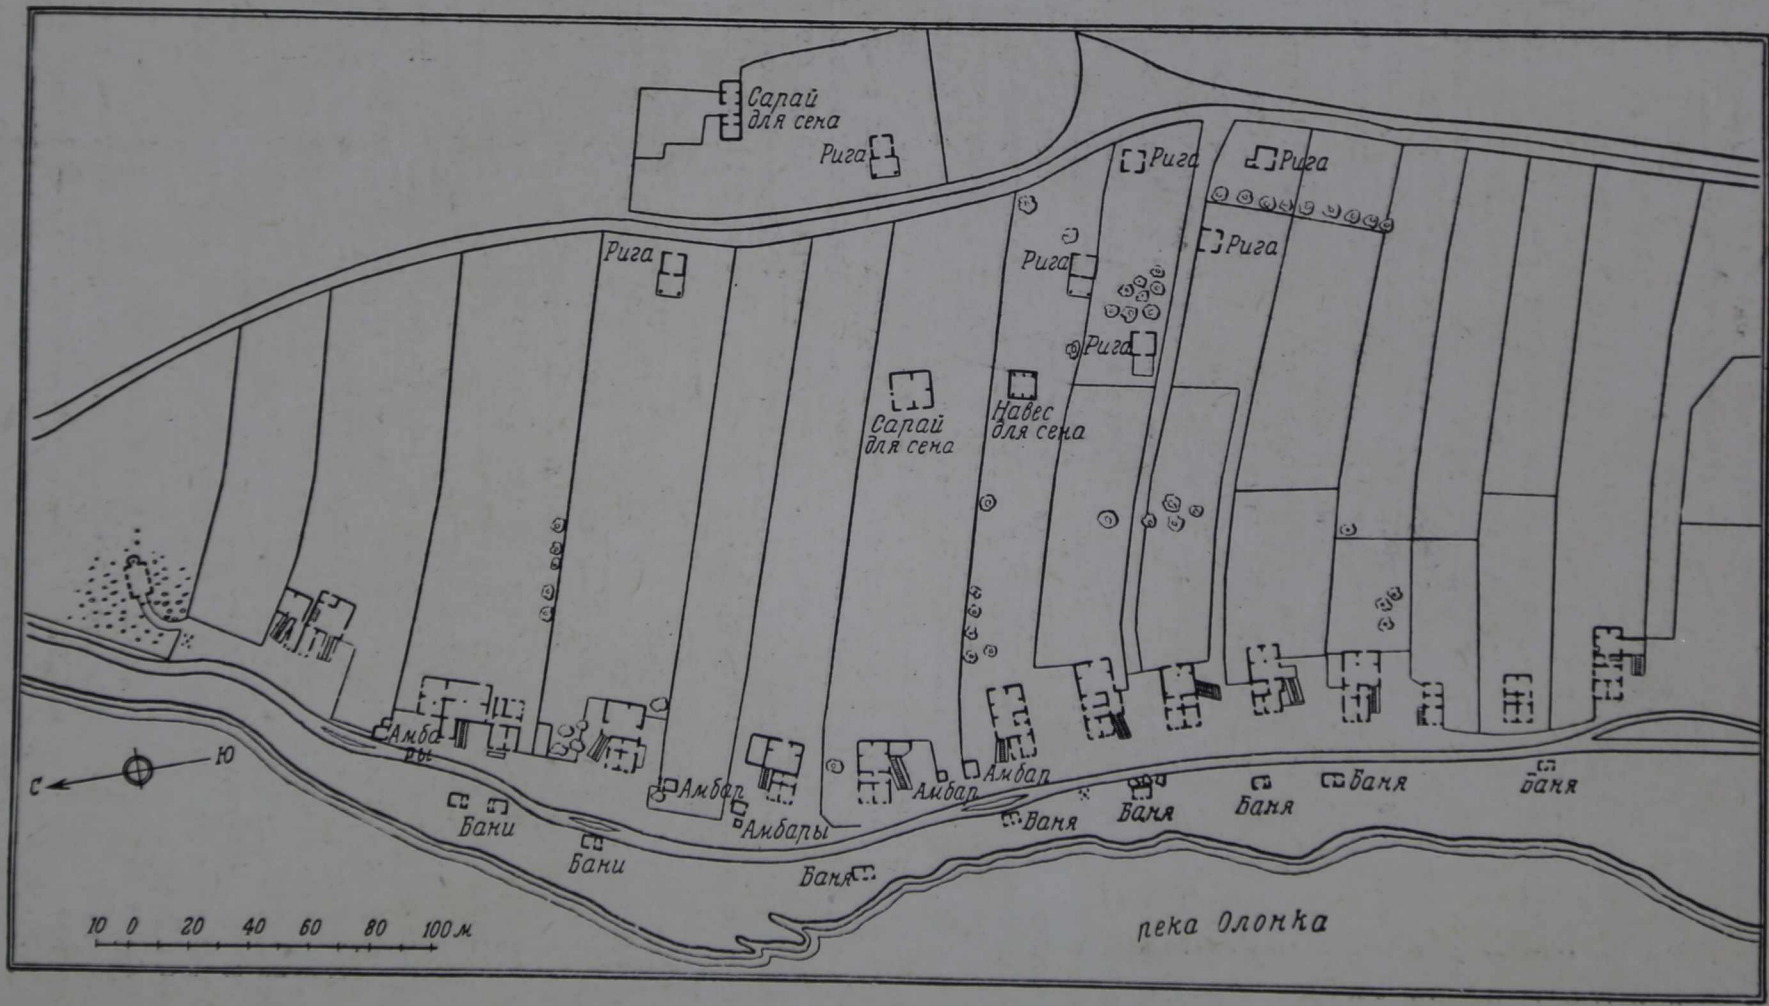 Сарай
для сена
Рига
Рига
Рига
Рига
Рига
Рига
Рига
Сарай
для сена
Навес
для сена
Амба
ры
С
Ю
Амбар
Амбар
Амбар
Амбары
Бани
Бани
Баня
Баня
Баня
Баня
Баня
Баня
10 0 20 40 60 80 100 м
река Олонка